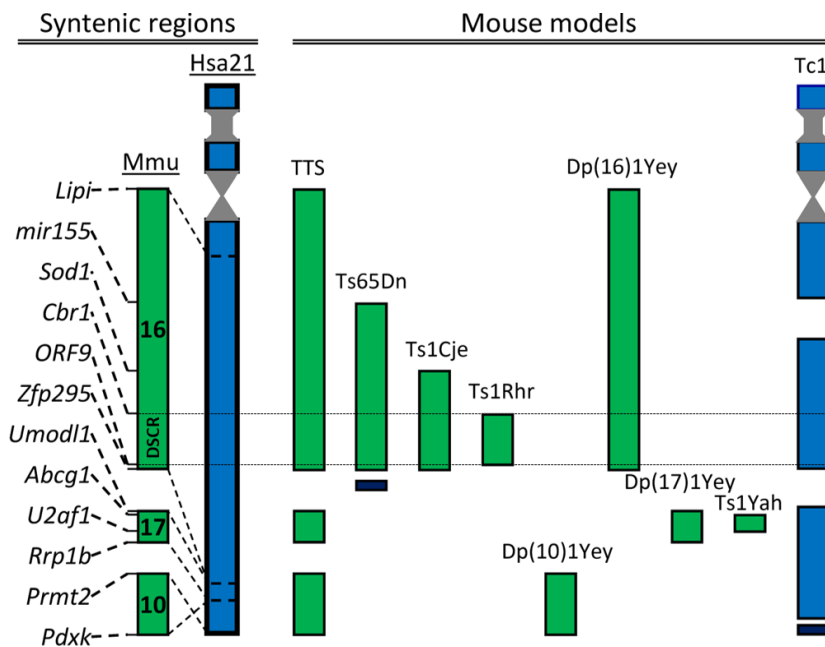 Syntenic regions
Mouse models
Hsa21
Tc1
Mmu
TTS
Dp(16)1Yey
Lipi
mir155
Sod1
Ts65Dn
Cbr1
16
ORF9
Ts1Cje
Zfp295
Ts1Rhr
DSCR
Umodl1
Abcg1
Dp(17)1Yey
Ts1Yah
U2af1
17
Rrp1b
Dp(10)1Yey
Prmt2
10
Pdxk